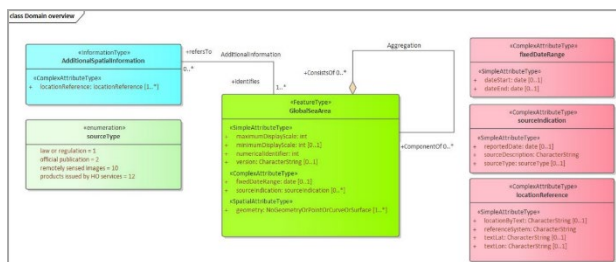 class Domain overview
«InformationType»
AdditionalSpatialInformation
«ComplexAttributeType»
+ locationReference: locationReference [1..*]
+refersTo
0..*
AdditionalInformation
+Identifies
1..*
Aggregation
+ConsistsOf 0..*
+ComponentOf 0..*
«enumeration»
sourceType
law or regulation = 1
official publication = 2
remotely sensed images = 10
products issued by HO services = 12
«FeatureType»
GlobalSeaArea
«SimpleAttributeType»
+ maximumDisplayScale: int
+ minimumDisplayScale: int
+ numericalIdentifier: int
+ version: CharacterString [0..1]
«ComplexAttributeType»
+ fixedDateRange: date [0..1]
+ sourceIndication: sourceIndication [0..*]
«SpatialAttributeType»
+ geometry: NoGeometryOrPointOrCurveOrSurface [1..*]
«ComplexAttributeType»
fixedDateRange
«SimpleAttributeType»
+ dateStart: date [0..1]
+ dateEnd: date [0..1]
«ComplexAttributeType»
sourceIndication
«SimpleAttributeType»
+ reportedDate: date [0..1]
+ sourceDescription: CharacterString
+ sourceType: sourceType [0..1]
«ComplexAttributeType»
locationReference
«SimpleAttributeType»
+ locationByText: CharacterString [0..1]
+ referenceSystem: CharacterString
+ textLat: CharacterString [0..1]
+ textLon: CharacterString [0..1]